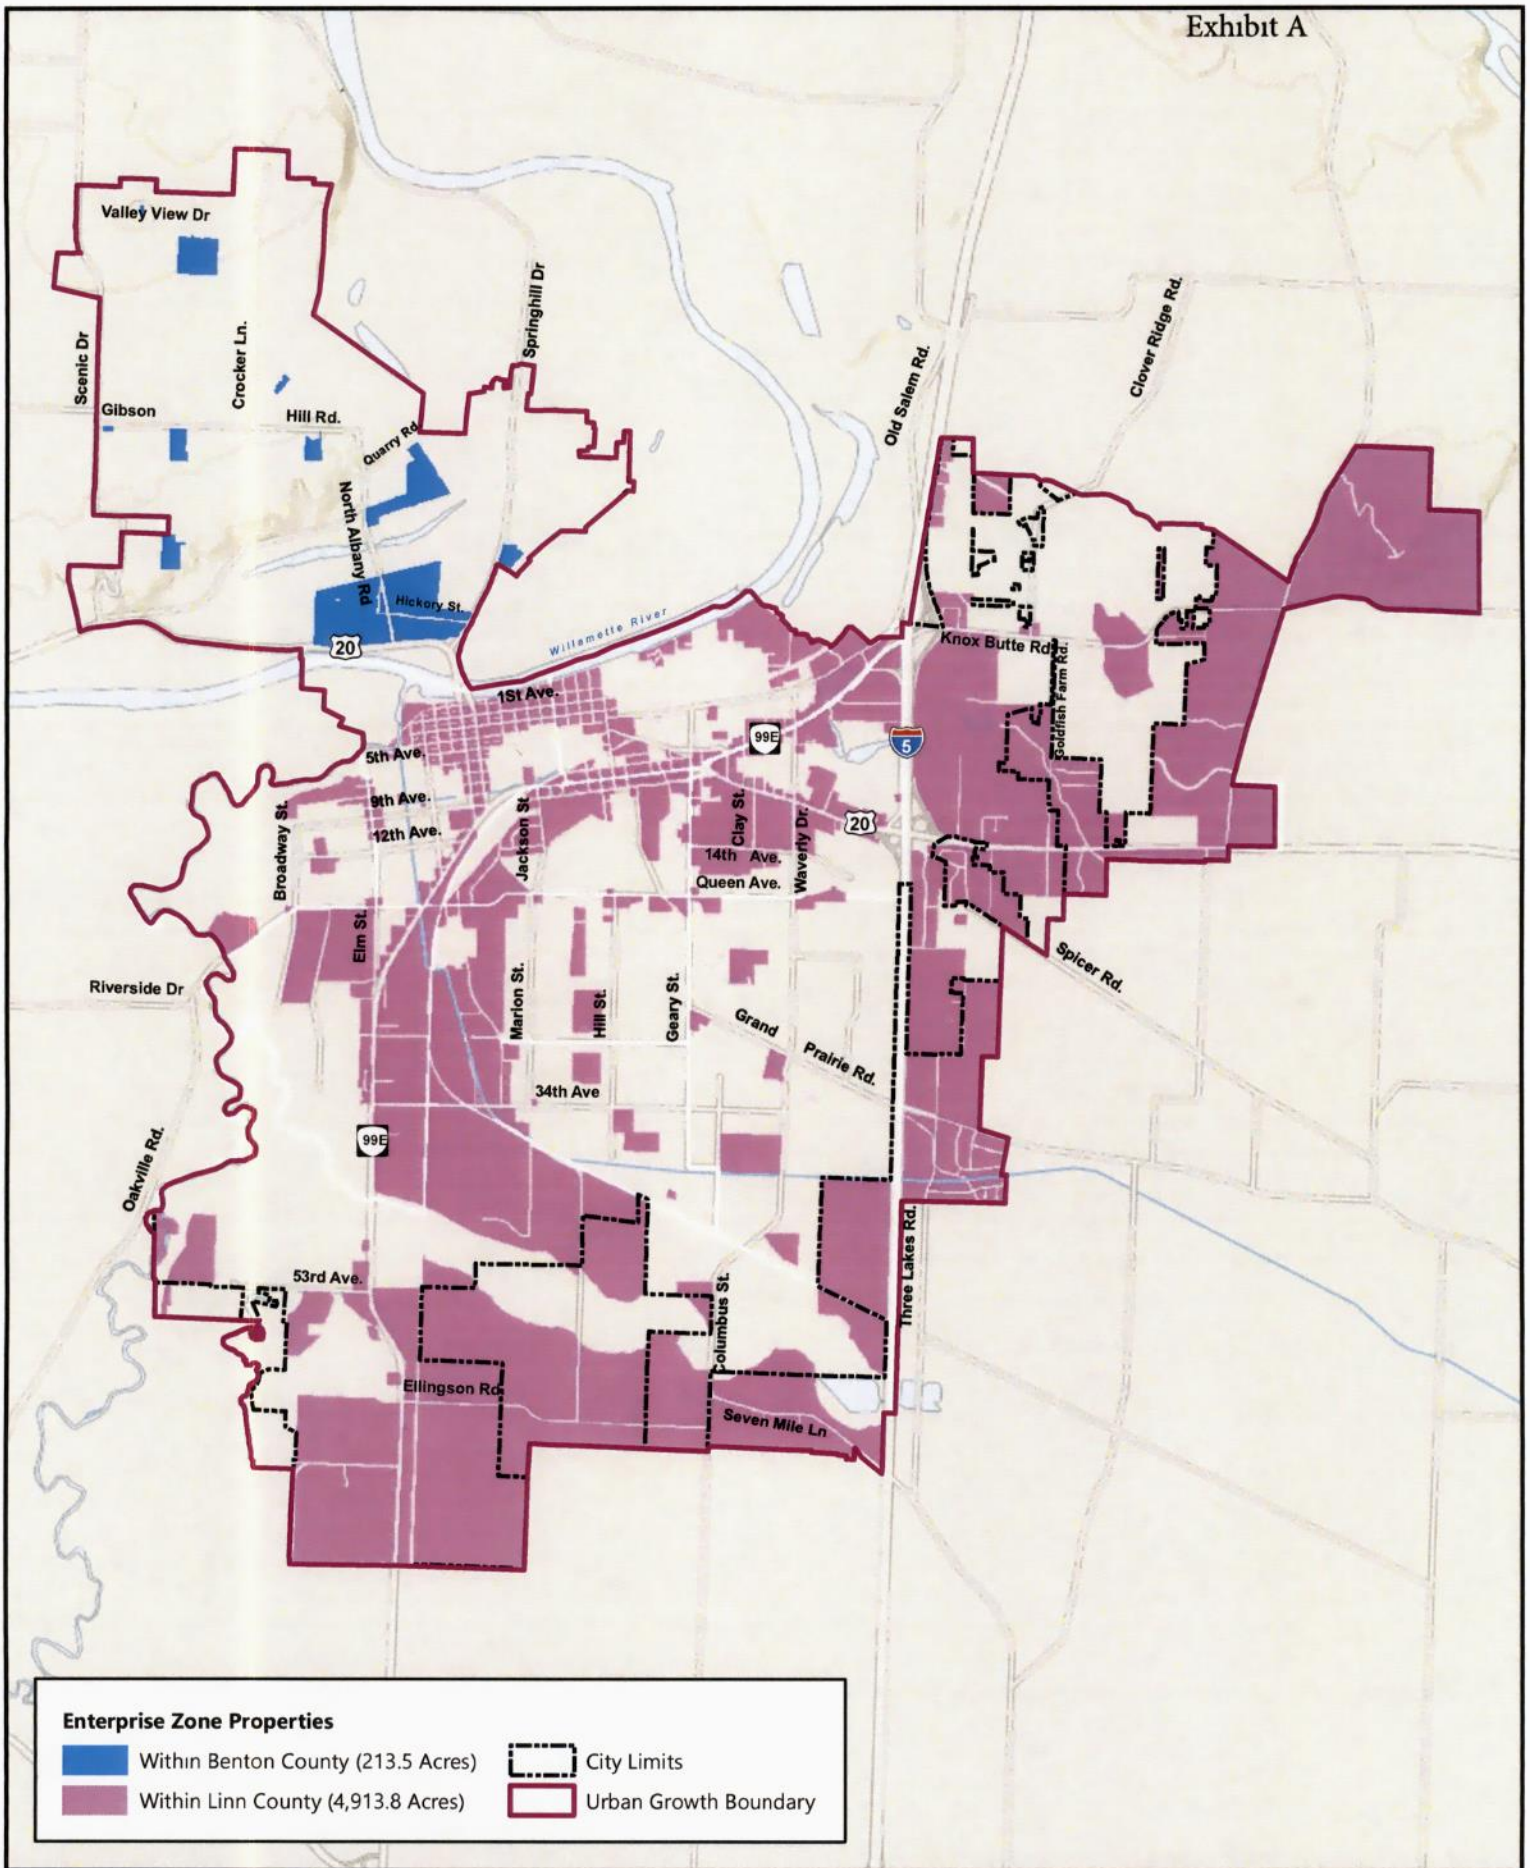 Exhibit A
Valley View Dr
Springhill Dr
Clover Ridge Rd.
Scenic Dr
Crocker Ln.
Old Salem Rd.
Gibson
Hill Rd.
Quarry Rd
North Albany Rd
Hickory St.
20
Willamette River
Knox Butte Rd
Goldfish Farm Rd.
1St Ave.
99E
5
5th Ave.
9th Ave.
12th Ave.
Broadway St.
Jackson St
Clay St.
Waverly Dr.
20
14th Ave.
Queen Ave.
Elm St.
Spicer Rd.
Riverside Dr
Marion St.
Hill St.
Geary St.
Grand
Prairie Rd.
34th Ave
99E
Oakville Rd.
Three Lakes Rd.
53rd Ave.
Columbus St.
Ellingson Rd
Seven Mile Ln
Enterprise Zone Properties
Within Benton County (213.5 Acres)
City Limits
Within Linn County (4,913.8 Acres)
Urban Growth Boundary